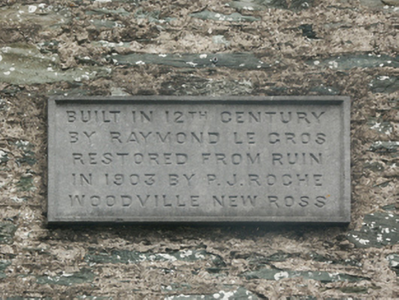 BUILT IN 12TH CENTURY
BY RAYMOND LE GROS
RESTORED FROM RUIN
IN 1903 BY P.J.ROCHE
WOODVILLE NEW ROSS